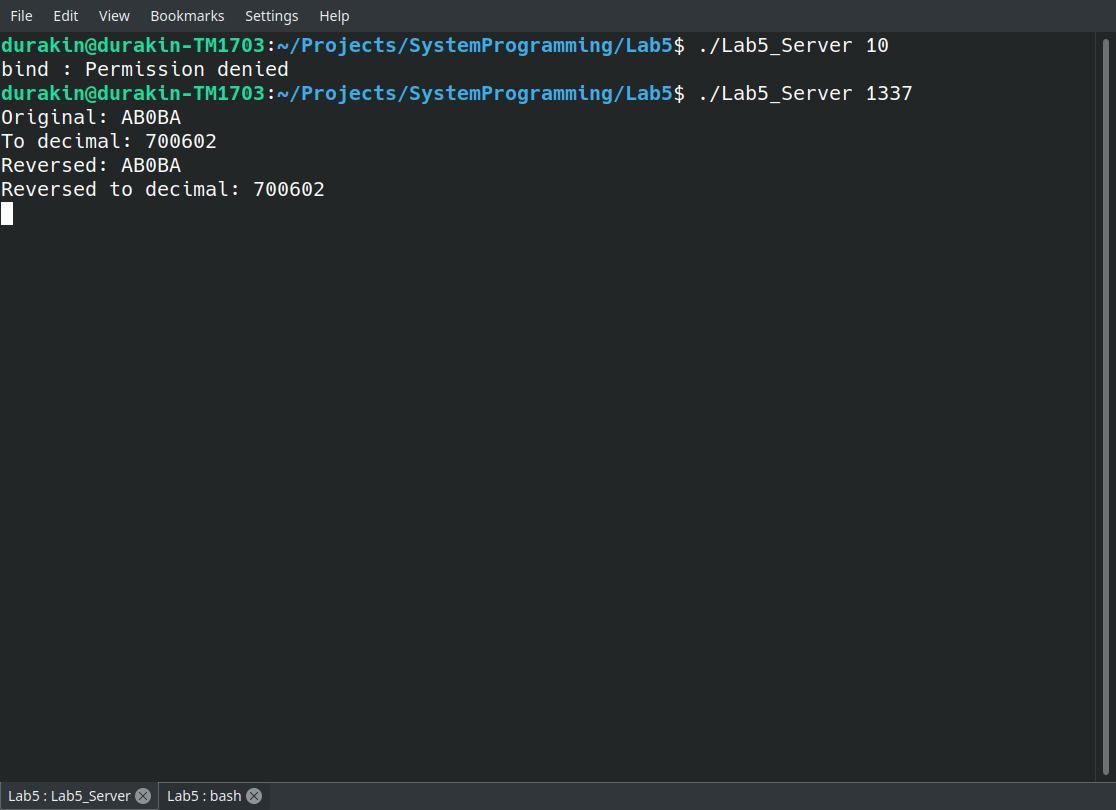 File Edit View Bookmarks Settings Help
durakin@durakin-TM1703:~/Projects/SystemProgramming/Lab5$ ./Lab5_Server 10
bind : Permission denied
durakin@durakin-TM1703:~/Projects/SystemProgramming/Lab5$ ./Lab5_Server 1337
Original: AB0BA
To decimal: 700602
Reversed: AB0BA
Reversed to decimal: 700602
Lab5 : Lab5_Server Lab5 : bash